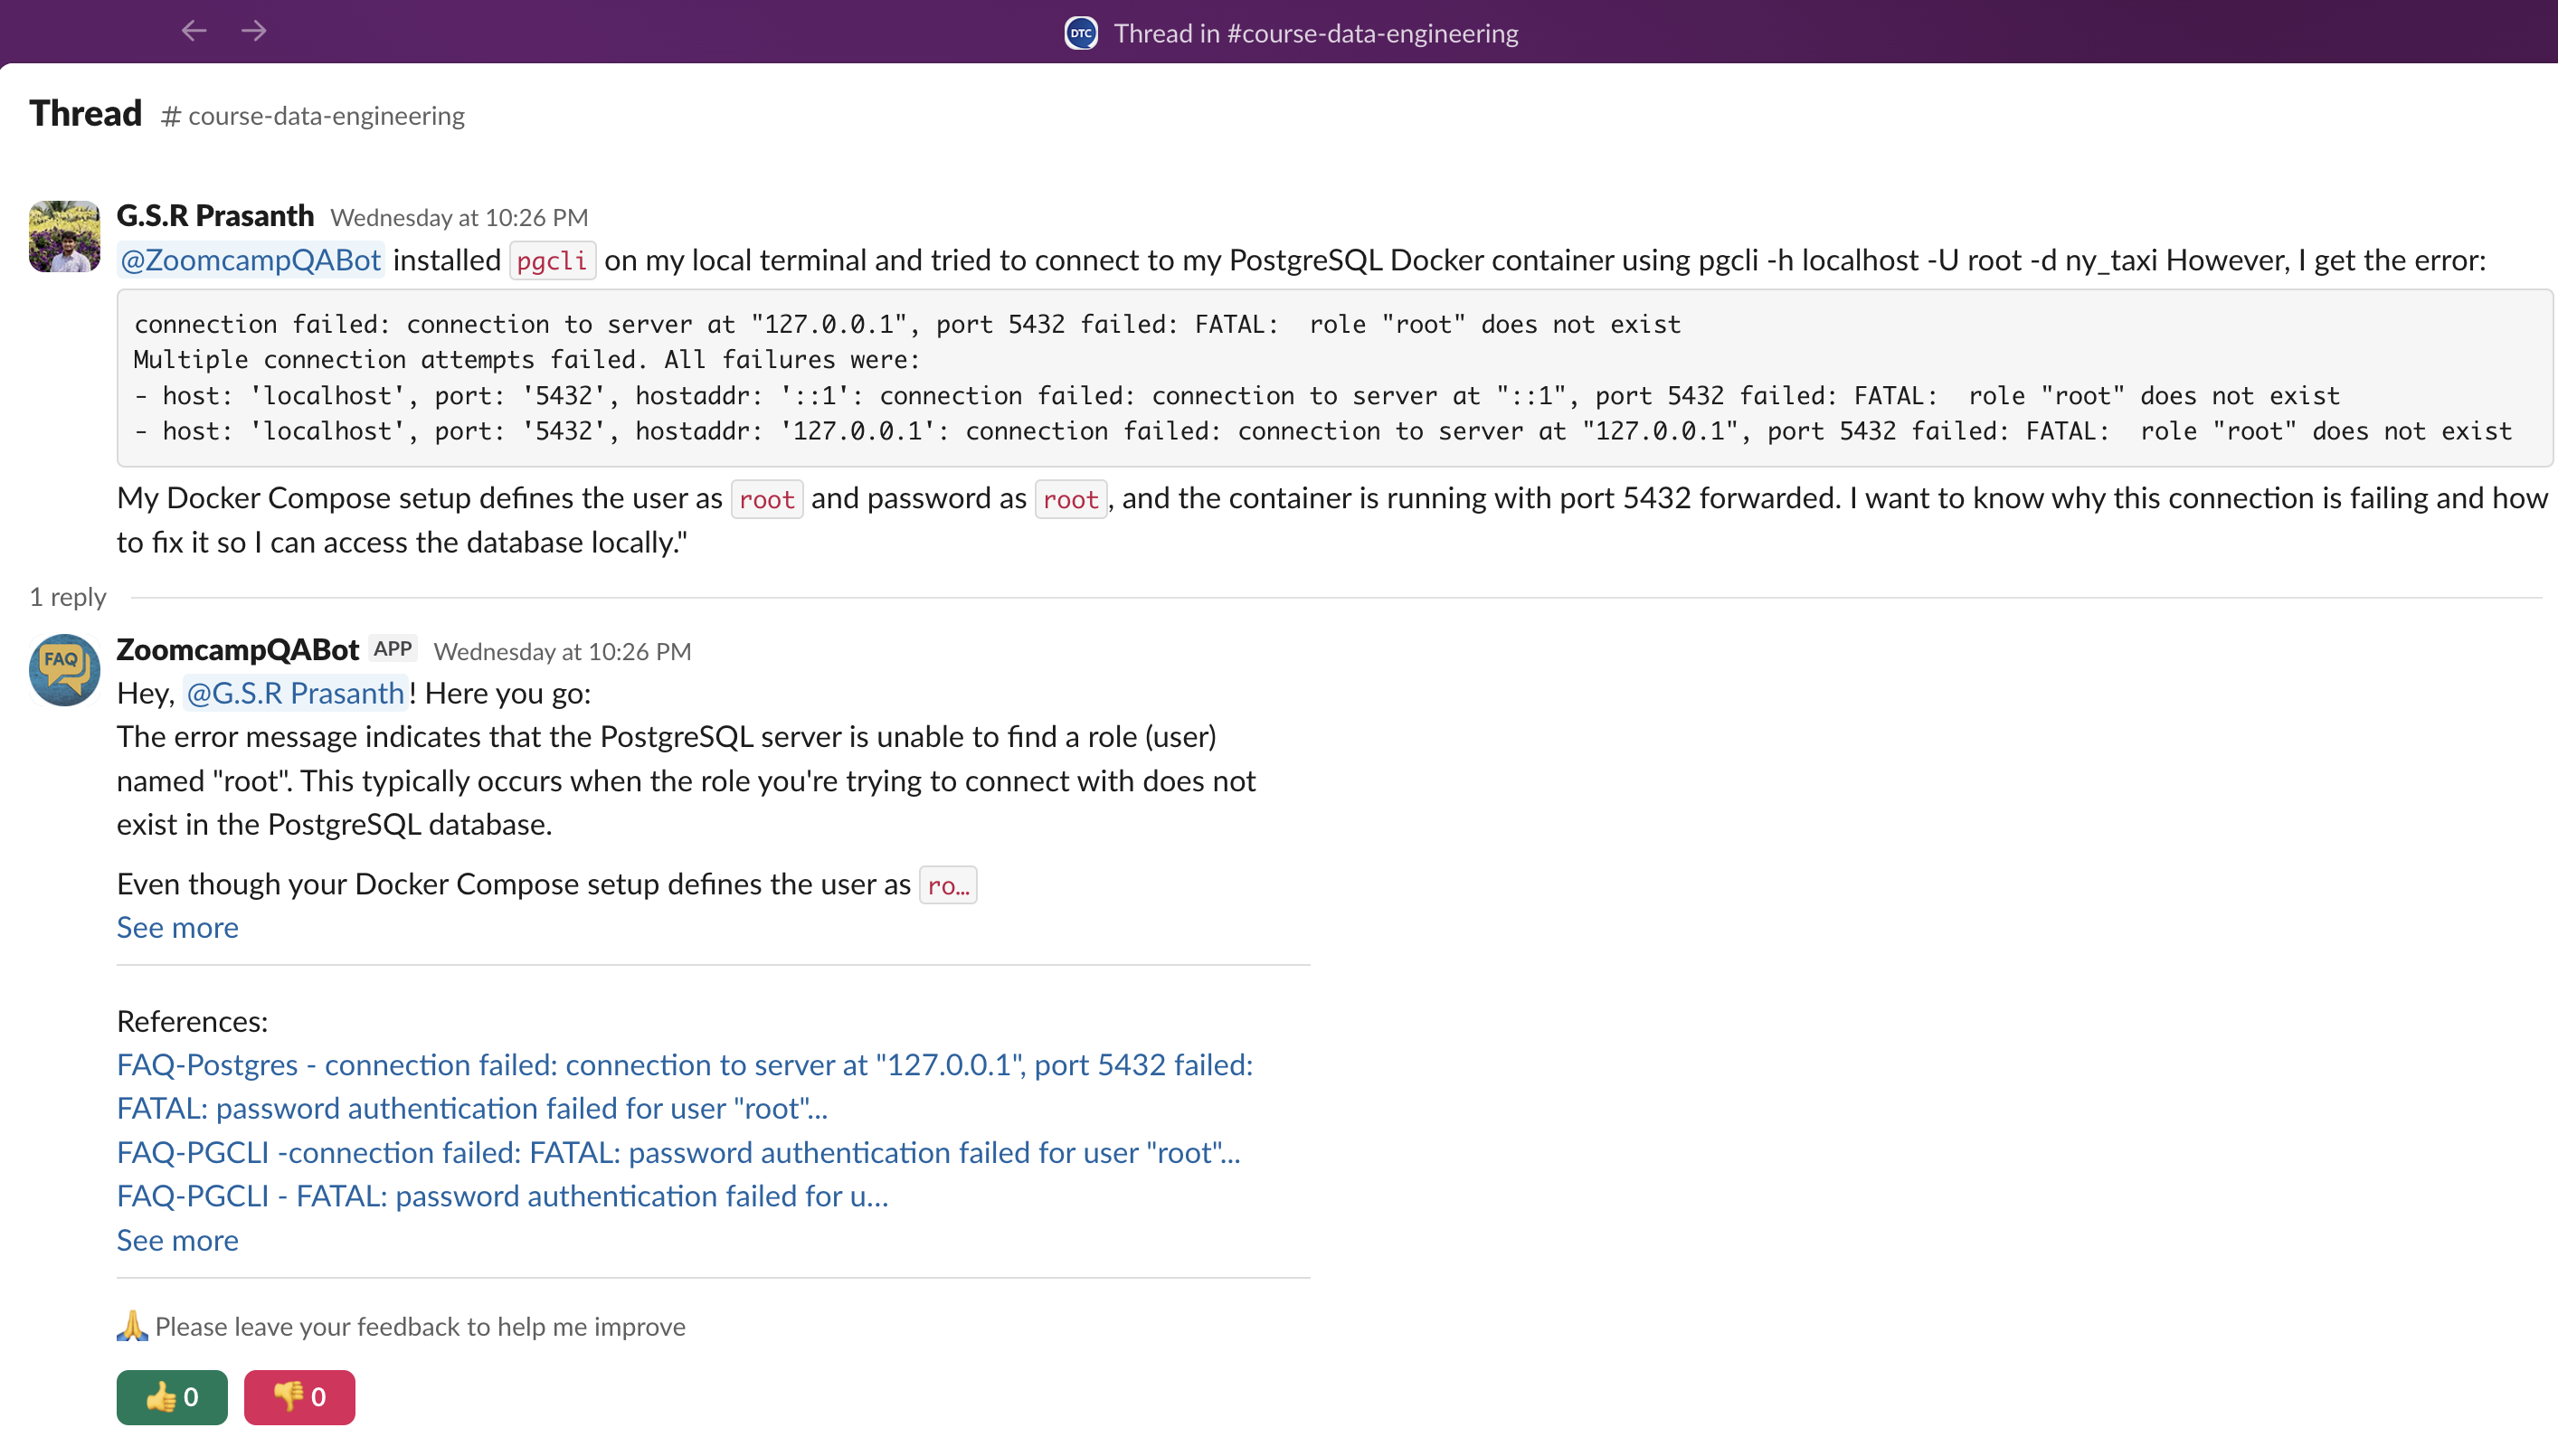 DTC Thread in #course-data-engineering
Thread # course-data-engineering
G.S.R Prasanth Wednesday at 10:26 PM
@ZoomcampQABot installed pgcli on my local terminal and tried to connect to my PostgreSQL Docker container using pgcli -h localhost -U root -d ny_taxi However, I get the error:
connection failed: connection to server at "127.0.0.1", port 5432 failed: FATAL:  role "root" does not exist
Multiple connection attempts failed. All failures were:
- host: 'localhost', port: '5432', hostaddr: '::1': connection failed: connection to server at "::1", port 5432 failed: FATAL:  role "root" does not exist
- host: 'localhost', port: '5432', hostaddr: '127.0.0.1': connection failed: connection to server at "127.0.0.1", port 5432 failed: FATAL:  role "root" does not exist
My Docker Compose setup defines the user as root and password as root, and the container is running with port 5432 forwarded. I want to know why this connection is failing and how
to fix it so I can access the database locally."
1 reply
FAQ
ZoomcampQABot APP Wednesday at 10:26 PM
Hey, @G.S.R Prasanth! Here you go:
The error message indicates that the PostgreSQL server is unable to find a role (user)
named "root". This typically occurs when the role you're trying to connect with does not
exist in the PostgreSQL database.
Even though your Docker Compose setup defines the user as ro…
See more
References:
FAQ-Postgres - connection failed: connection to server at "127.0.0.1", port 5432 failed:
FATAL: password authentication failed for user "root"...
FAQ-PGCLI -connection failed: FATAL: password authentication failed for user "root"...
FAQ-PGCLI - FATAL: password authentication failed for u…
See more
🙏 Please leave your feedback to help me improve
👍 0 👎 0